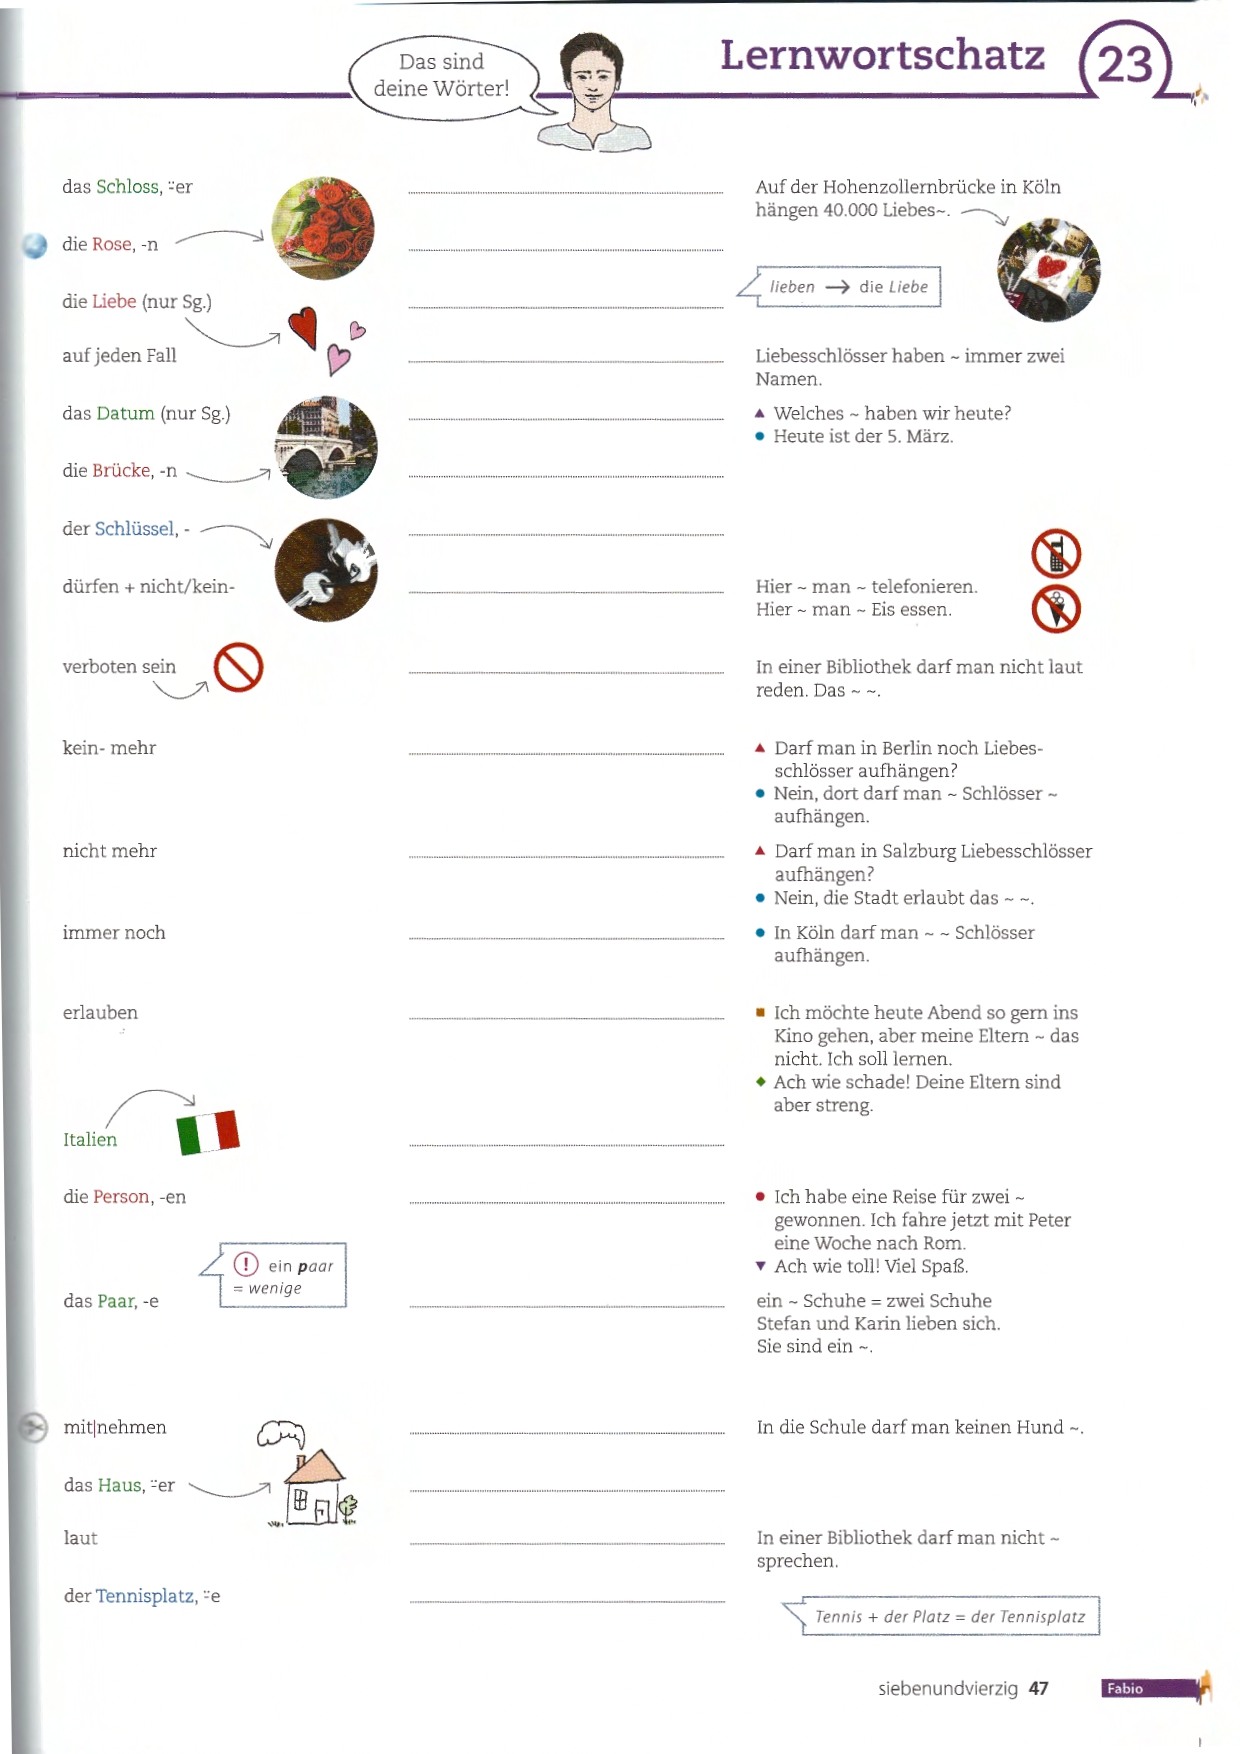 Das sind
deine Wörter!
Lernwortschatz 23
das Schloss, ¨er
Auf der Hohenzollernbrücke in Köln
hängen 40.000 Liebes~.
die Rose, -n
lieben → die Liebe
die Liebe (nur Sg.)
auf jeden Fall
Liebesschlösser haben ~ immer zwei
Namen.
das Datum (nur Sg.)
▲ Welches ~ haben wir heute?
● Heute ist der 5. März.
die Brücke, -n
der Schlüssel, -
dürfen + nicht/kein-
Hier ~ man ~ telefonieren.
Hier ~ man ~ Eis essen.
verboten sein
In einer Bibliothek darf man nicht laut
reden. Das ~ ~.
kein- mehr
▲ Darf man in Berlin noch Liebes-
schlösser aufhängen?
● Nein, dort darf man ~ Schlösser ~
aufhängen.
nicht mehr
▲ Darf man in Salzburg Liebesschlösser
aufhängen?
● Nein, die Stadt erlaubt das ~ ~.
immer noch
● In Köln darf man ~ ~ Schlösser
aufhängen.
erlauben
■ Ich möchte heute Abend so gern ins
Kino gehen, aber meine Eltern ~ das
nicht. Ich soll lernen.
◆ Ach wie schade! Deine Eltern sind
aber streng.
Italien
die Person, -en
● Ich habe eine Reise für zwei ~
gewonnen. Ich fahre jetzt mit Peter
eine Woche nach Rom.
▼ Ach wie toll! Viel Spaß.
! ein paar
= wenige
das Paar, -e
ein ~ Schuhe = zwei Schuhe
Stefan und Karin lieben sich.
Sie sind ein ~.
mit|nehmen
In die Schule darf man keinen Hund ~.
das Haus, ¨er
laut
In einer Bibliothek darf man nicht ~
sprechen.
der Tennisplatz, ¨e
Tennis + der Platz = der Tennisplatz
siebenundvierzig 47
Fabio